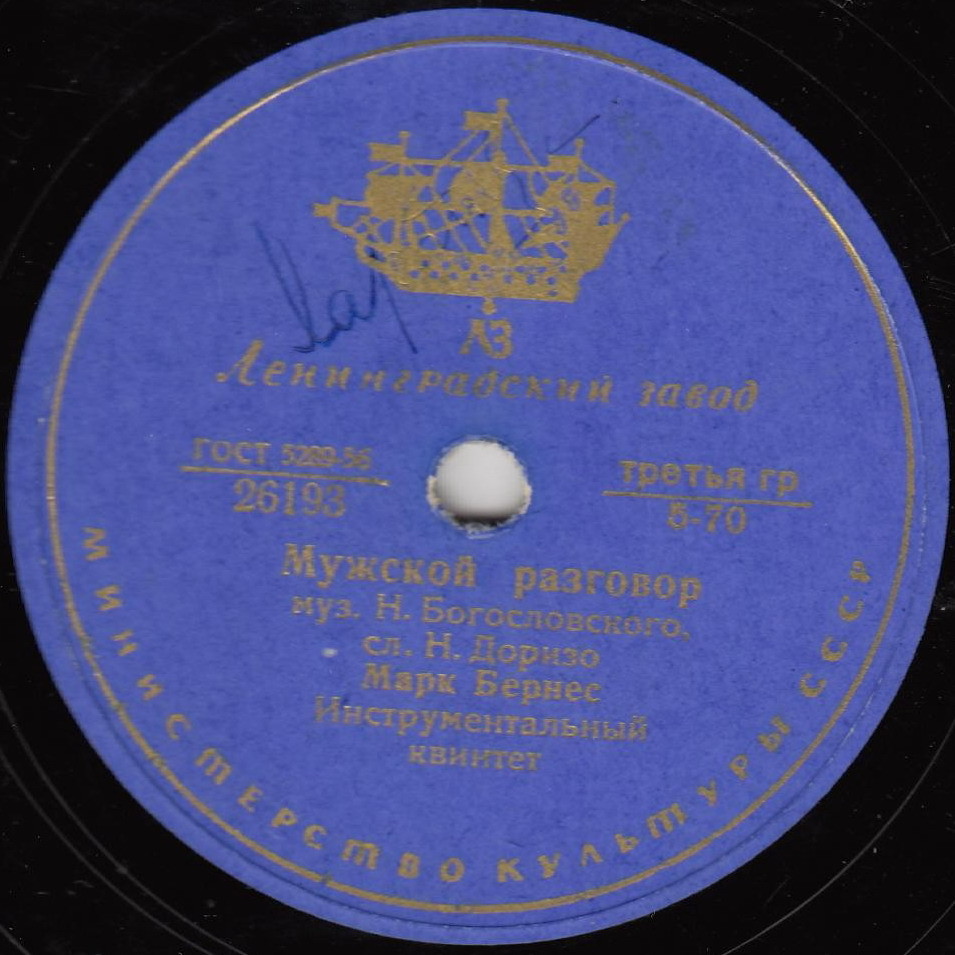 ЛЗ
Ленинградский завод
ГОСТ 5289-56
26193
третья гр
5-70
Мужской разговор
муз. Н. Богословского,
сл. Н. Доризо
Марк Бернес
Инструментальный
квинтет
МИНИСТЕРСТВО КУЛЬТУРЫ СССР